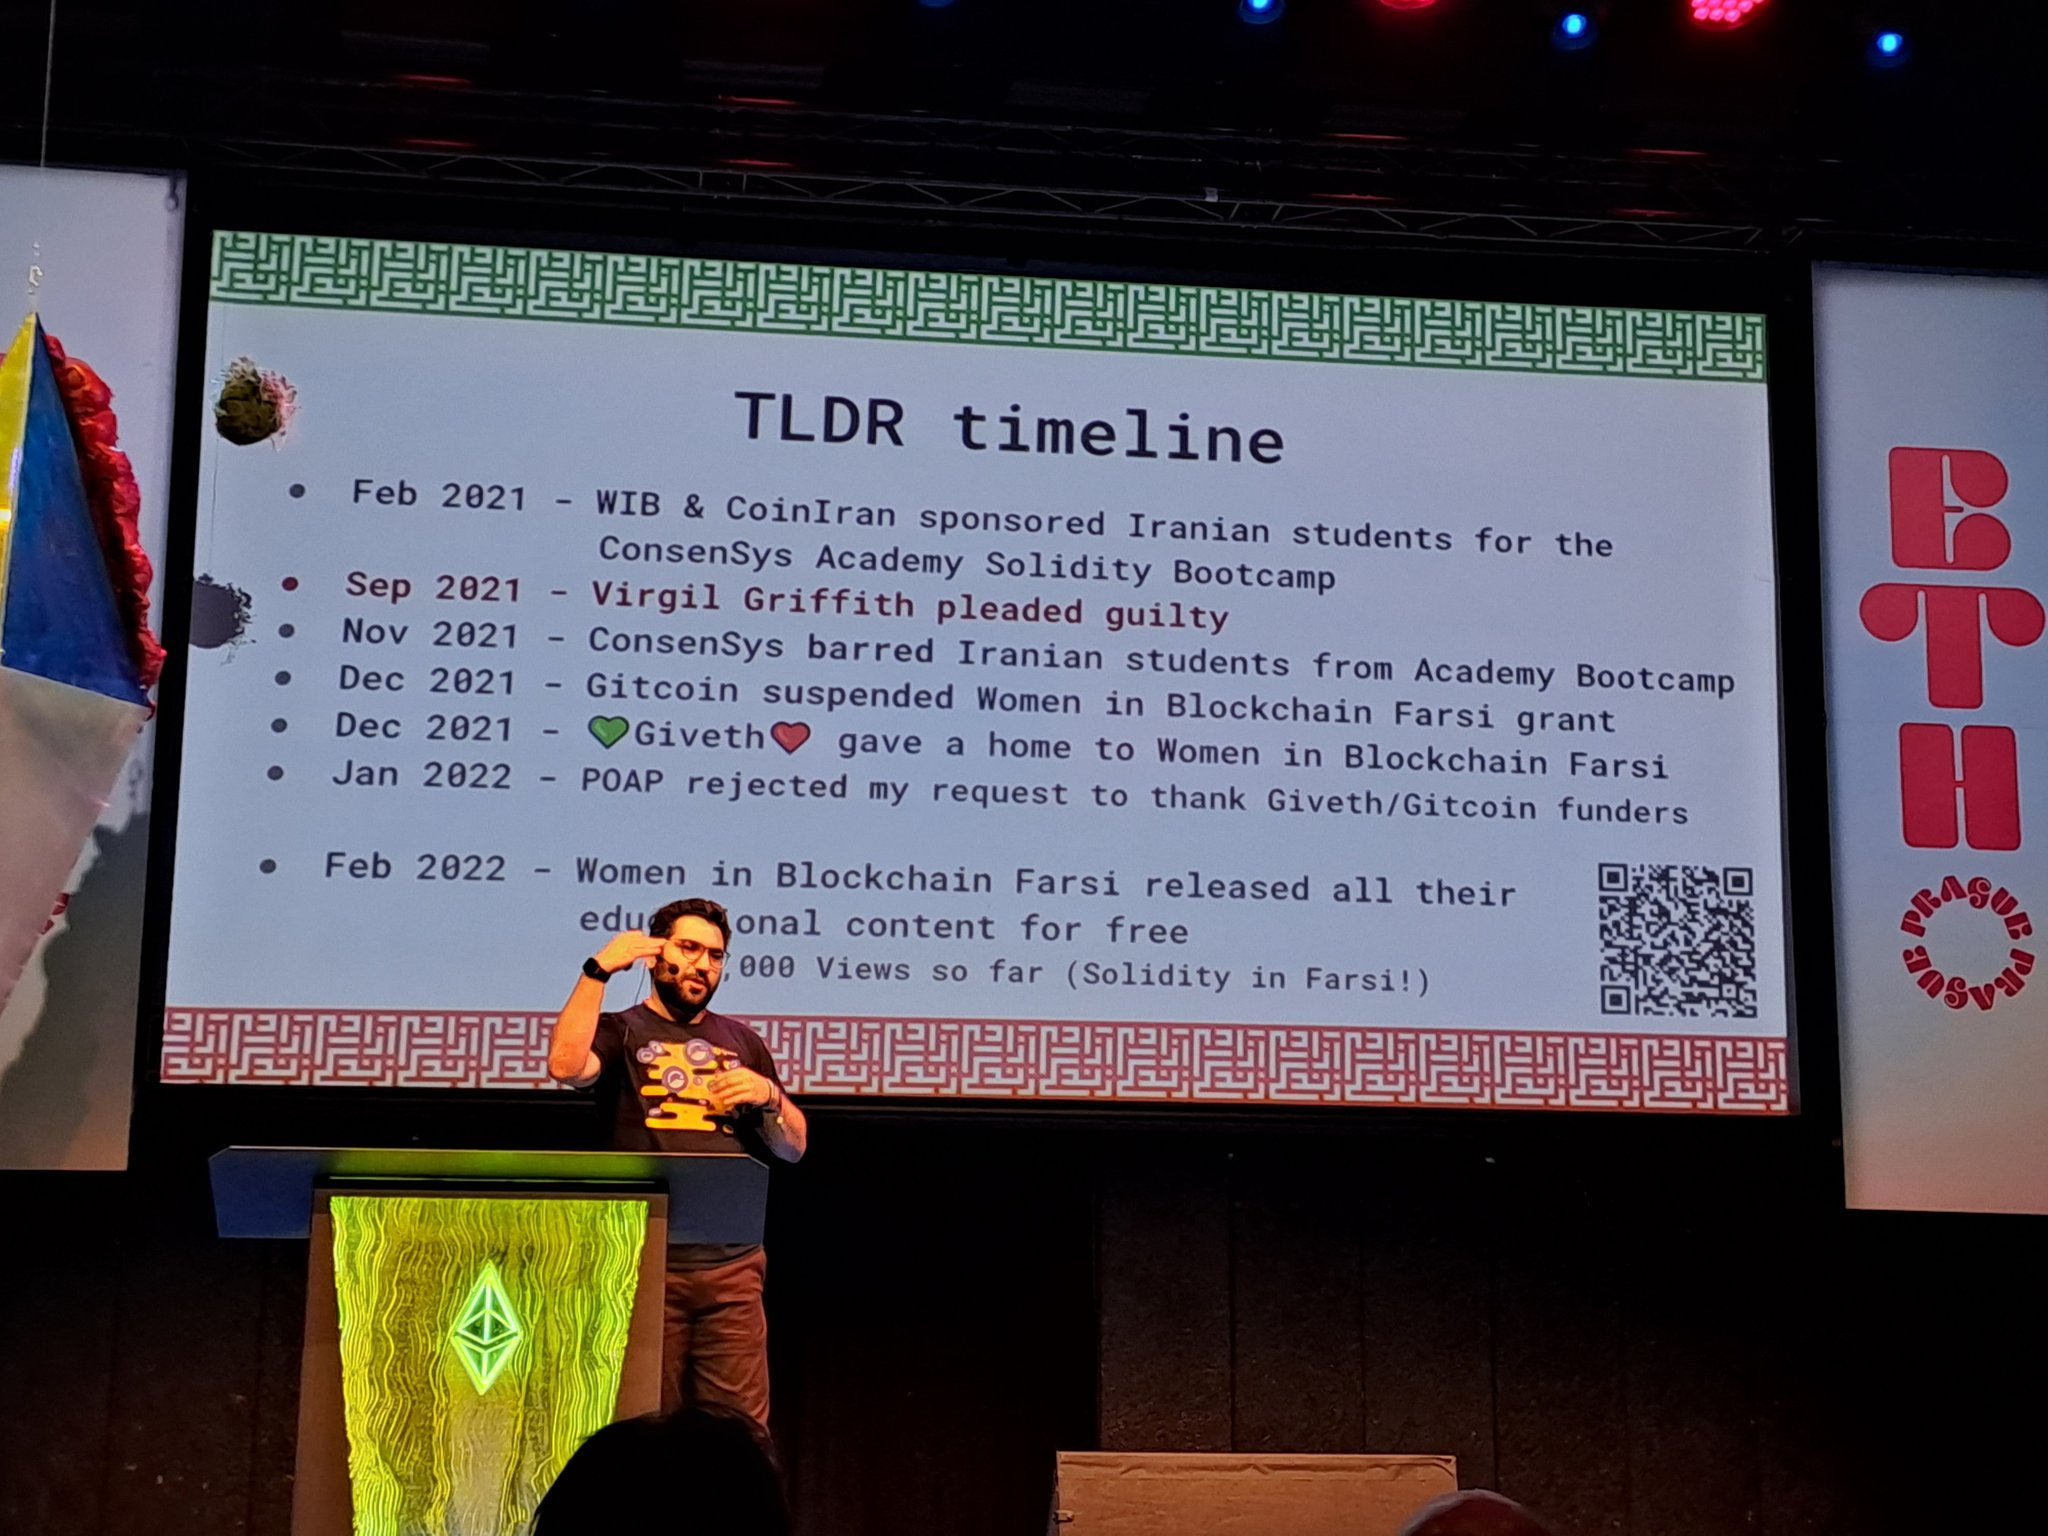 TLDR timeline
• Feb 2021 - WIB & CoinIran sponsored Iranian students for the
ConsenSys Academy Solidity Bootcamp
• Sep 2021 - Virgil Griffith pleaded guilty
• Nov 2021 - ConsenSys barred Iranian students from Academy Bootcamp
• Dec 2021 - Gitcoin suspended Women in Blockchain Farsi grant
• Dec 2021 - 💚Giveth❤️ gave a home to Women in Blockchain Farsi
• Jan 2022 - POAP rejected my request to thank Giveth/Gitcoin funders
• Feb 2022 - Women in Blockchain Farsi released all their
edu onal content for free
,000 Views so far (Solidity in Farsi!)
ETH
PRAGUE PRAGUE